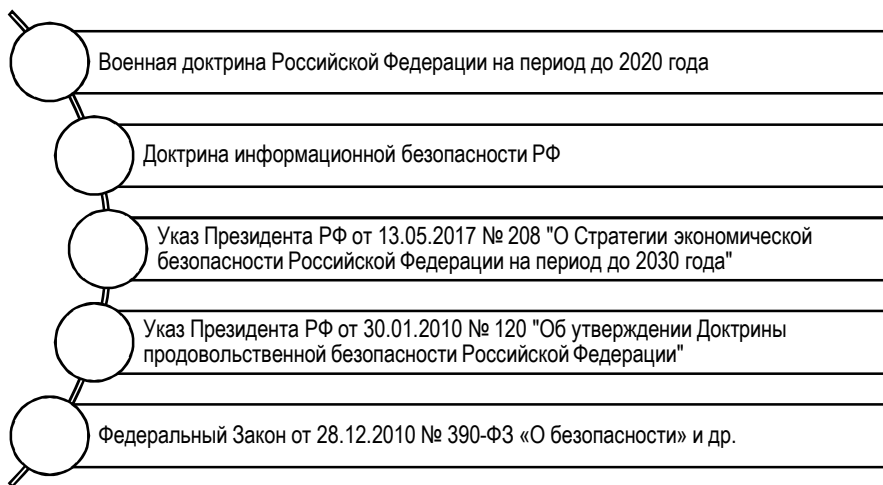 Военная доктрина Российской Федерации на период до 2020 года
Доктрина информационной безопасности РФ
Указ Президента РФ от 13.05.2017 № 208 "О Стратегии экономической
безопасности Российской Федерации на период до 2030 года"
Указ Президента РФ от 30.01.2010 № 120 "Об утверждении Доктрины
продовольственной безопасности Российской Федерации"
Федеральный Закон от 28.12.2010 № 390-ФЗ «О безопасности» и др.